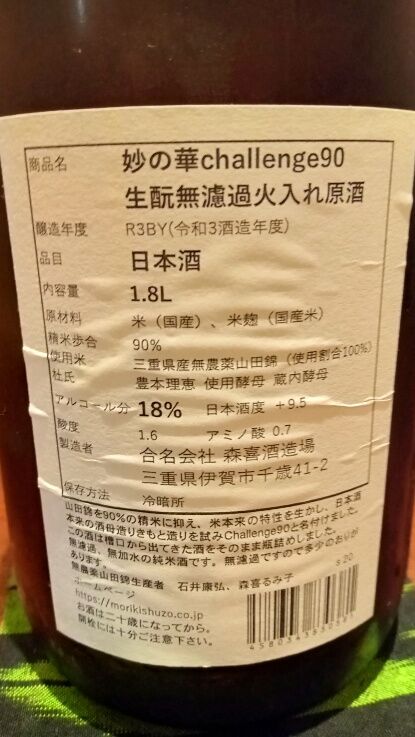 商品名 妙の華challenge90
生酛無濾過火入れ原酒
醸造年度 R3BY(令和3酒造年度)
品目 日本酒
内容量 1.8L
原材料 米（国産）、米麹（国産米）
精米歩合 90%
使用米 三重県産無農薬山田錦（使用割合100%）
杜氏 豊本理恵 使用酵母 蔵内酵母
アルコール分 18% 日本酒度 +9.5
酸度 1.6 アミノ酸 0.7
製造者 合名会社 森喜酒造場
三重県伊賀市千歳41-2
保存方法 冷暗所
山田錦を90%の精米に抑え、米本来の特性を生かし、日本酒
本来の酒母造りきもと造りを試みChallenge90と名付けました。
この酒は槽口から出てきた酒をそのまま瓶詰めしました。
無濾過、無加水の純米酒です。無濾過ですので多少のおりが
あります。
無農薬山田錦生産者 石井康弘、森喜るみ子
ホームページ
https://morikishuzo.co.jp
お酒は二十歳になってから。
開栓には十分ご注意下さい。
S 20